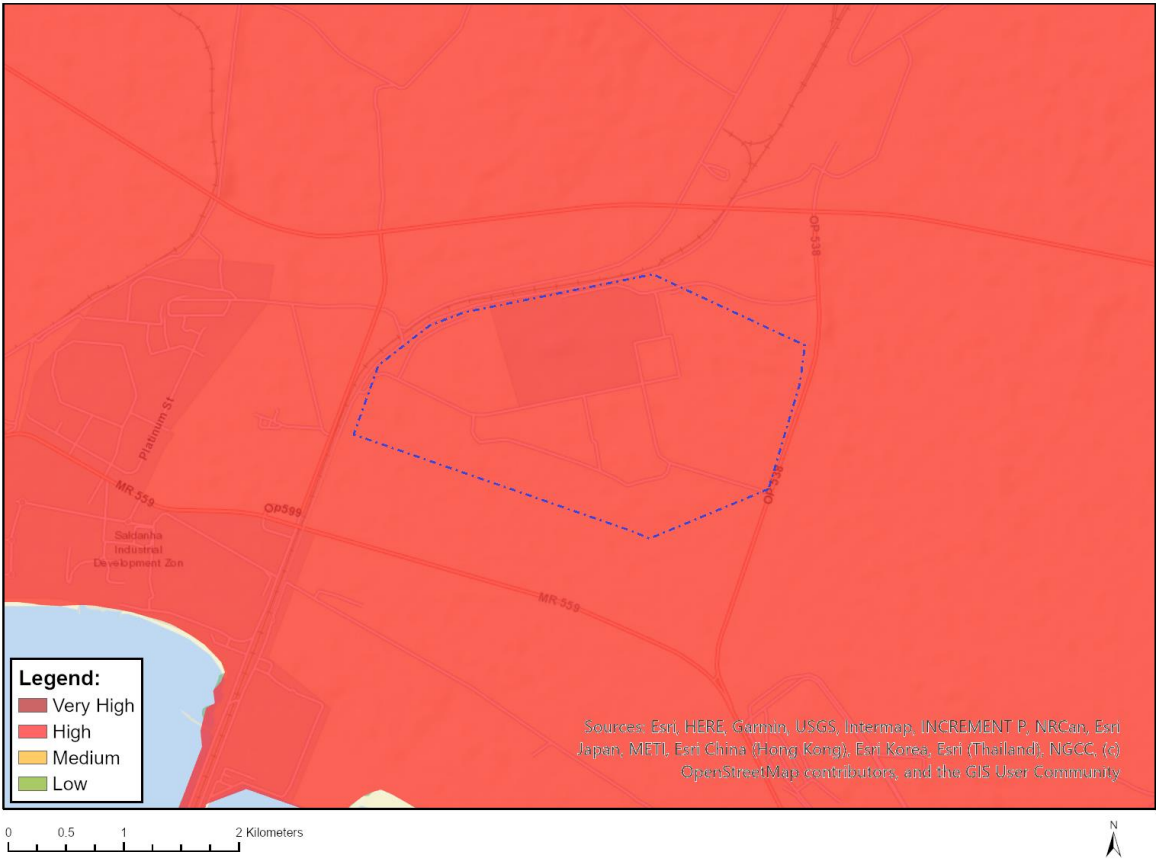 OP 538
Platinum St
MR 559
Op599
OP 538
Saldanha
Industrial
Development Zon
MR 559
Legend:
Very High
High
Medium
Low
Sources: Esri, HERE, Garmin, USGS, Intermap, INCREMENT P, NRCan, Esri
Japan, METI, Esri China (Hong Kong), Esri Korea, Esri (Thailand), NGCC, (c)
OpenStreetMap contributors, and the GIS User Community
0 0.5 1 2 Kilometers
N